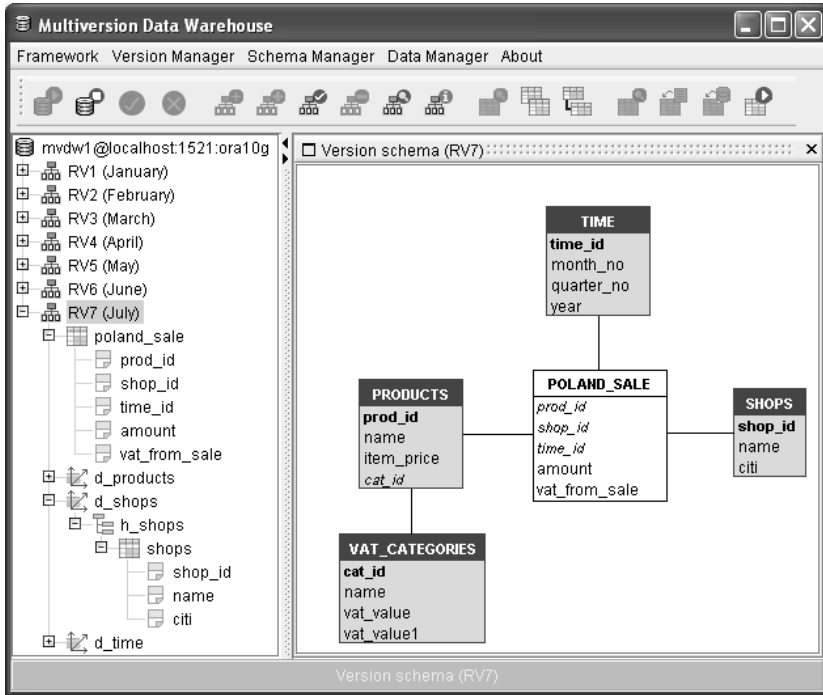 Multiversion Data Warehouse
Framework Version Manager Schema Manager Data Manager About
mvdw1@localhost:1521:ora10g
RV1 (January)
RV2 (February)
RV3 (March)
RV4 (April)
RV5 (May)
RV6 (June)
RV7 (July)
poland_sale
prod_id
shop_id
time_id
amount
vat_from_sale
d_products
d_shops
h_shops
shops
shop_id
name
citi
d_time
Version schema (RV7)
TIME
time_id
month_no
quarter_no
year
PRODUCTS
prod_id
name
item_price
cat_id
POLAND_SALE
prod_id
shop_id
time_id
amount
vat_from_sale
SHOPS
shop_id
name
citi
VAT_CATEGORIES
cat_id
name
vat_value
vat_value1
Version schema (RV7)